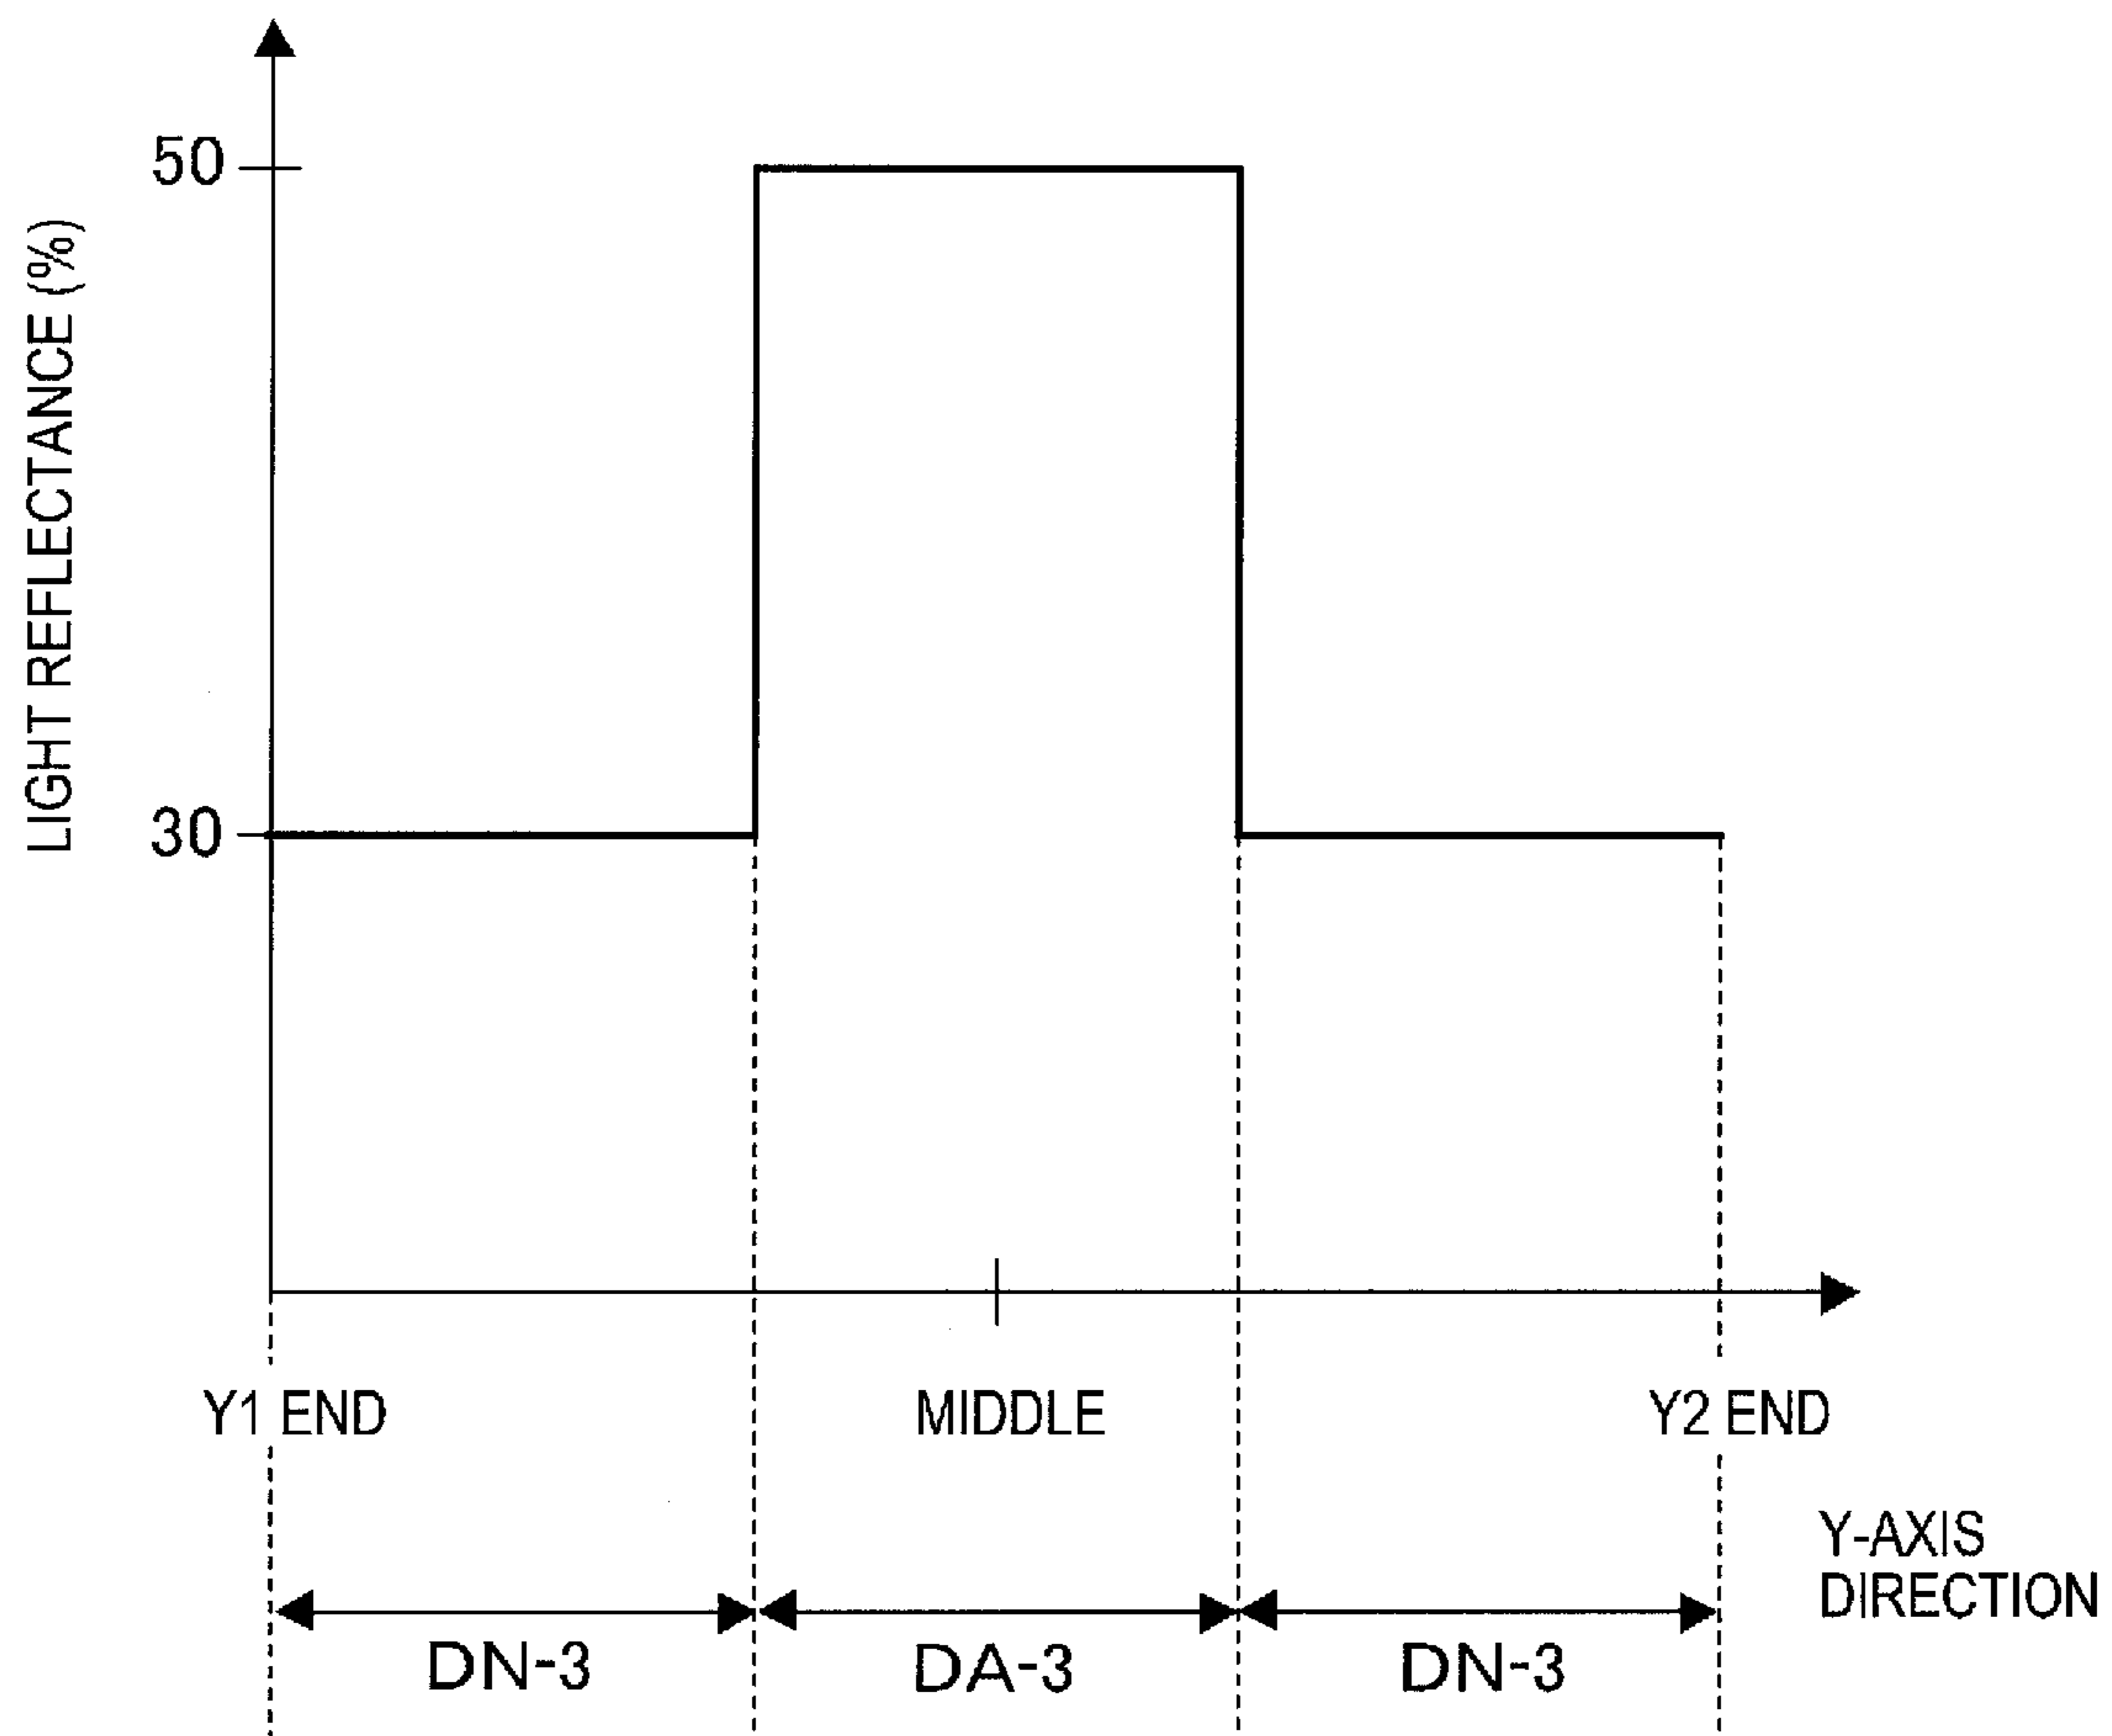 LIGHT REFLECTANCE (%)
50
30
Y1 END
MIDDLE
Y2 END
Y-AXIS
DIRECTION
DN-3
DA-3
DN-3